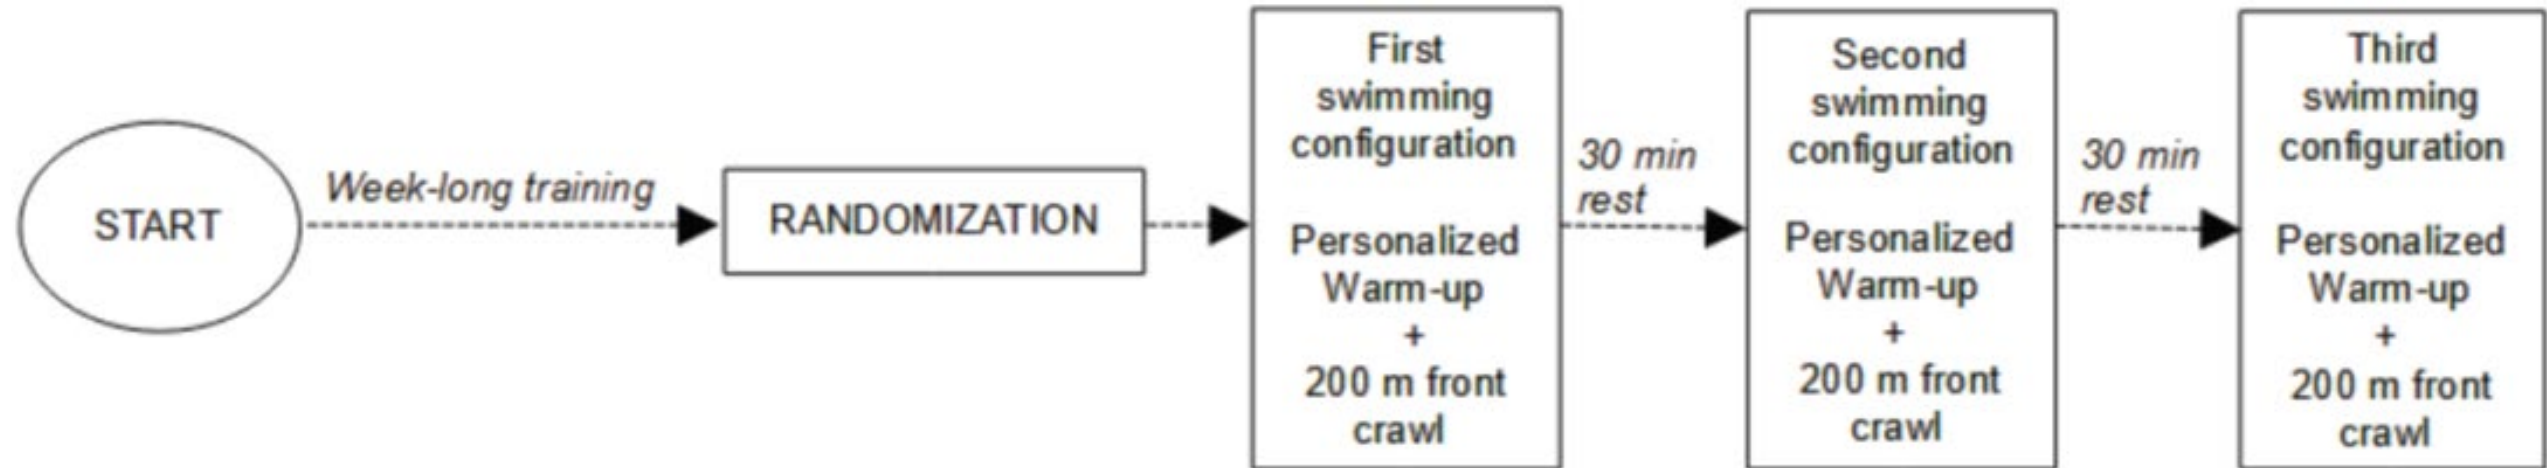 START
Week-long training
RANDOMIZATION
First
swimming
configuration
Personalized
Warm-up
+
200 m front
crawl
30 min
rest
Second
swimming
configuration
Personalized
Warm-up
+
200 m front
crawl
30 min
rest
Third
swimming
configuration
Personalized
Warm-up
+
200 m front
crawl